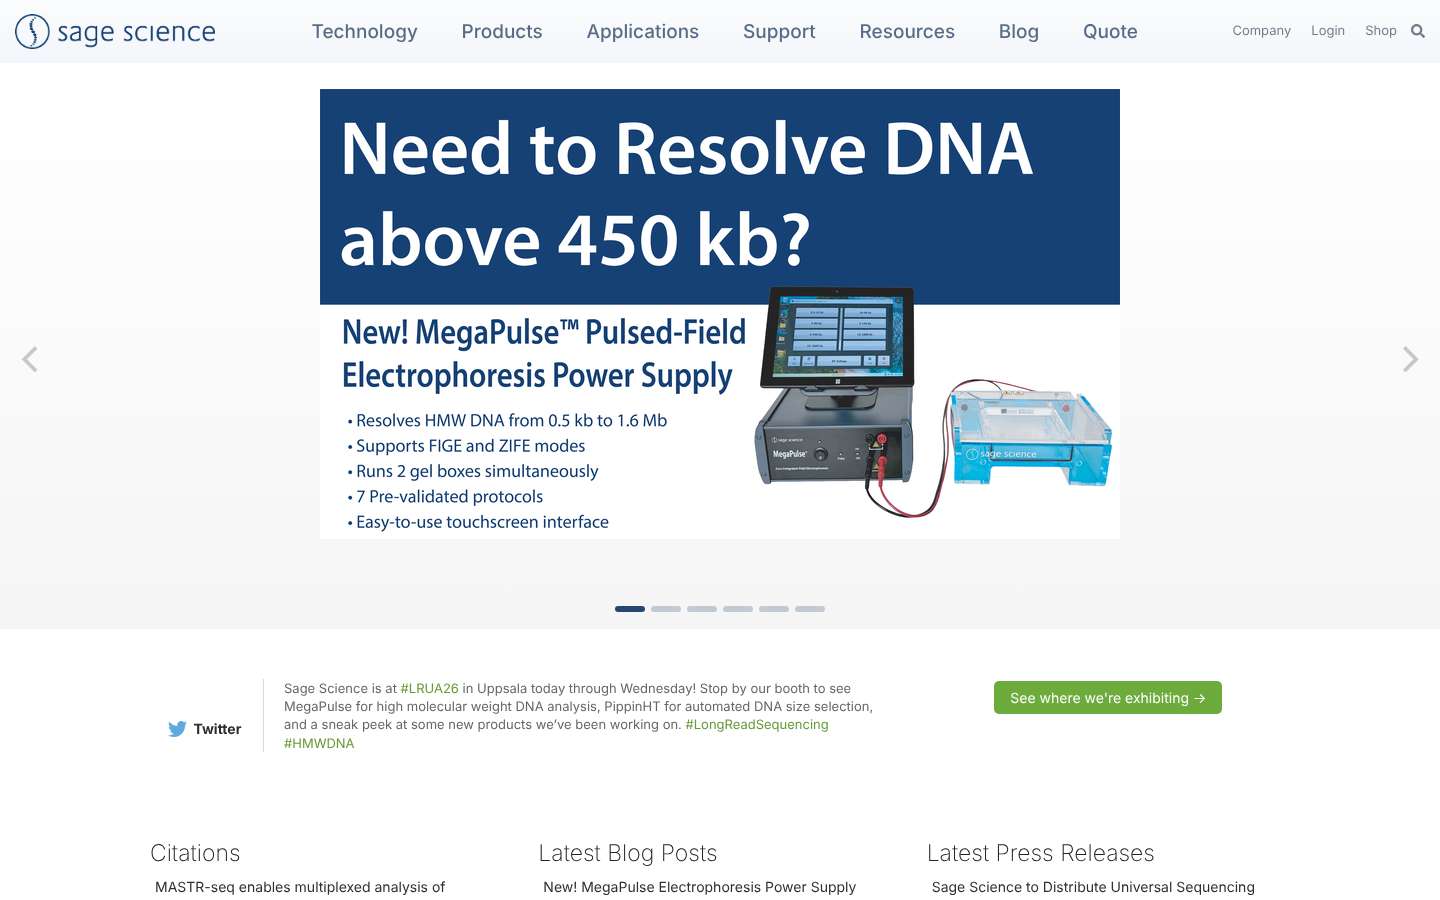 sage science
Technology
Products
Applications
Support
Resources
Blog
Quote
Company
Login
Shop
Need to Resolve DNA
above 450 kb?
New! MegaPulse™ Pulsed-Field
Electrophoresis Power Supply
• Resolves HMW DNA from 0.5 kb to 1.6 Mb
• Supports FIGE and ZIFE modes
• Runs 2 gel boxes simultaneously
• 7 Pre-validated protocols
• Easy-to-use touchscreen interface
sage science
MegaPulse
sage science
Twitter
Sage Science is at #LRUA26 in Uppsala today through Wednesday! Stop by our booth to see
MegaPulse for high molecular weight DNA analysis, PippinHT for automated DNA size selection,
and a sneak peek at some new products we’ve been working on. #LongReadSequencing
#HMWDNA
See where we're exhibiting →
Citations
MASTR-seq enables multiplexed analysis of
Latest Blog Posts
New! MegaPulse Electrophoresis Power Supply
Latest Press Releases
Sage Science to Distribute Universal Sequencing